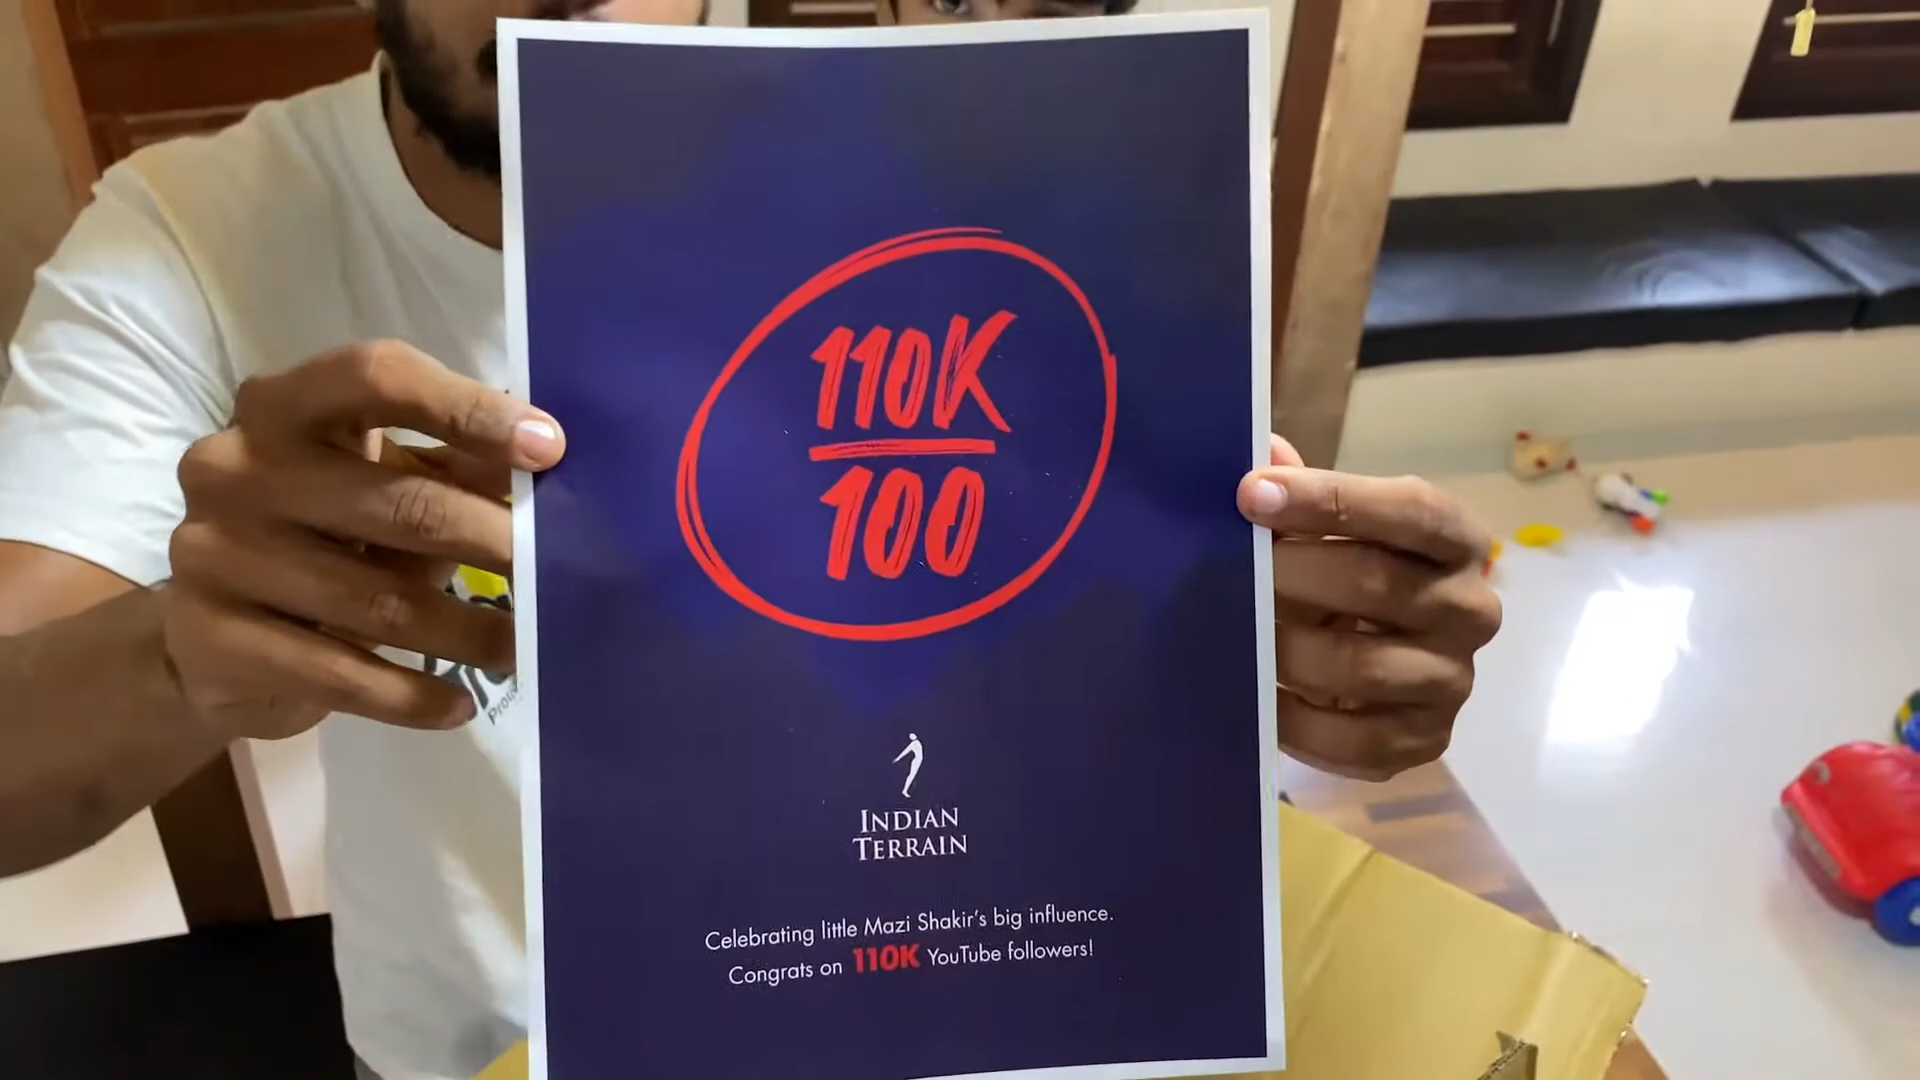 110K
100
INDIAN
TERRAIN
Celebrating little Mazi Shakir's big influence.
Congrats on 110K YouTube followers!